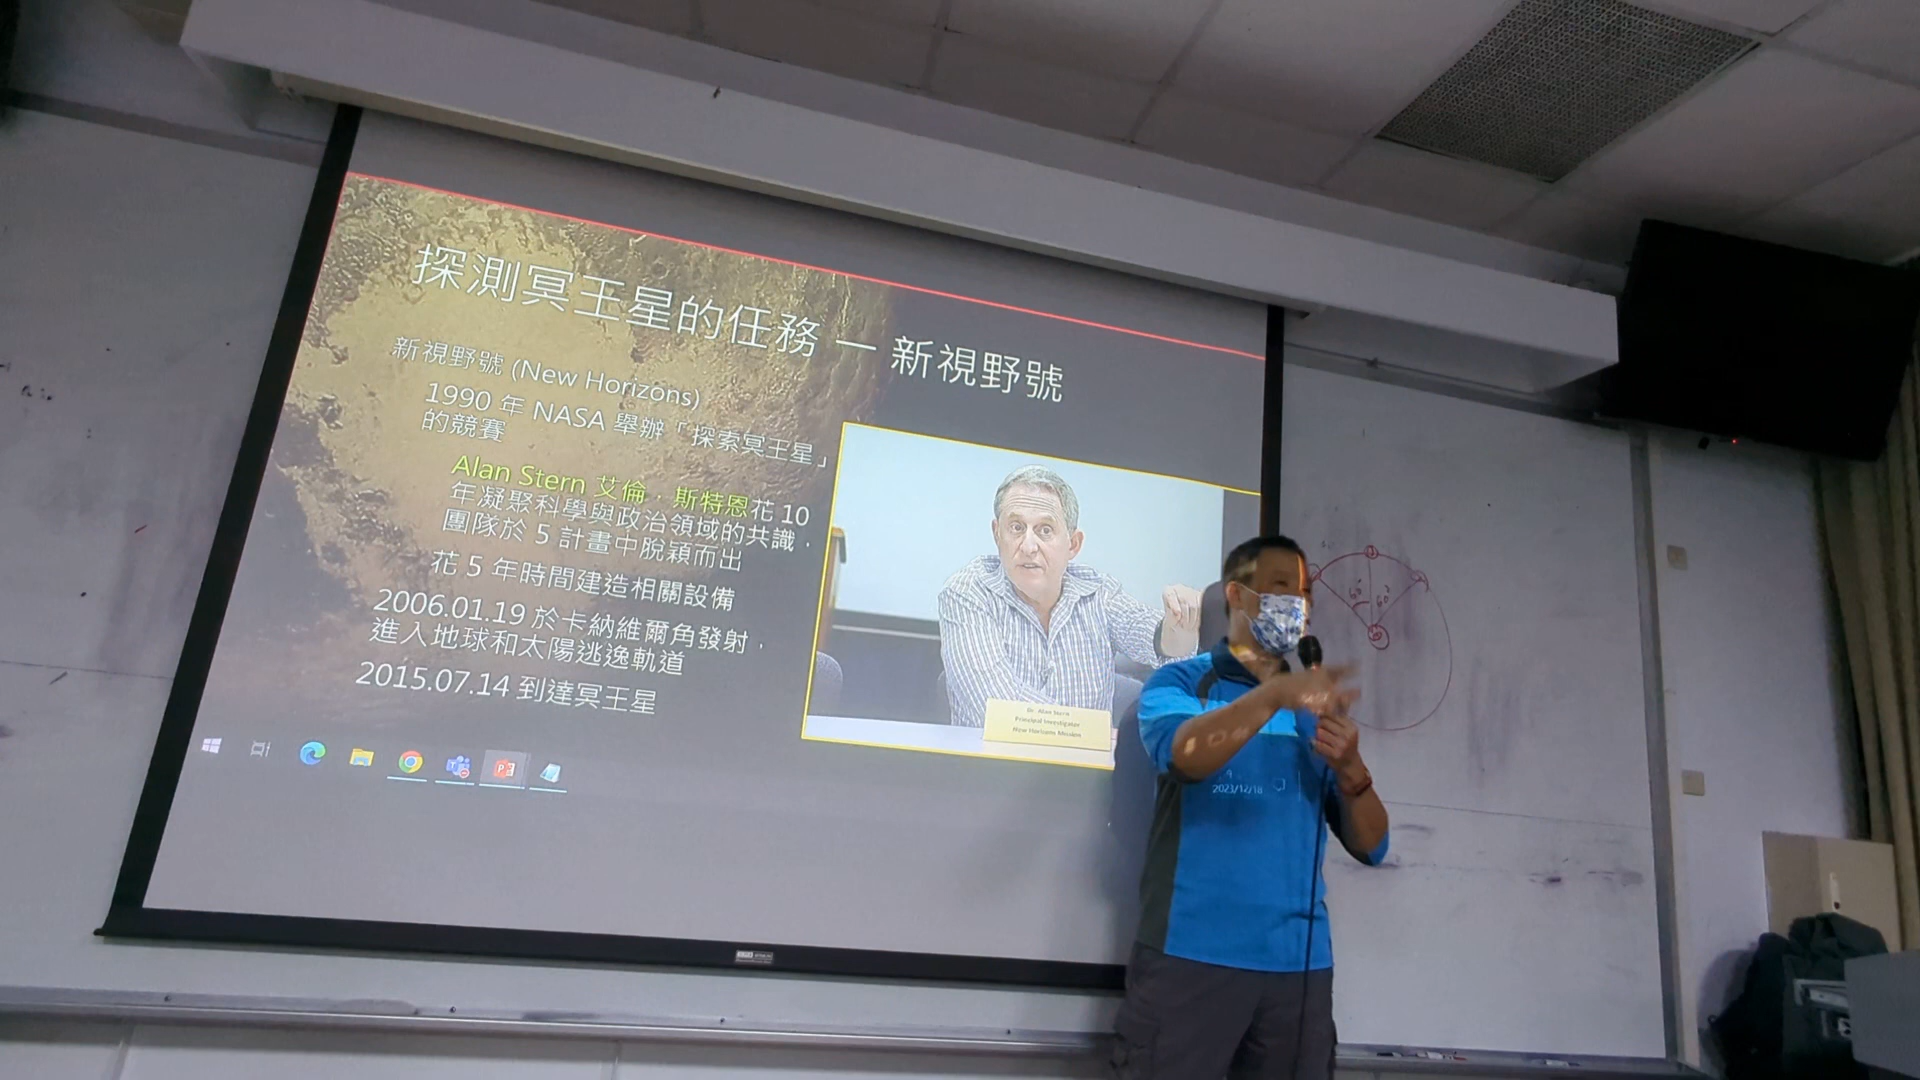 探測冥王星的任務 — 新視野號
新視野號 (New Horizons)
1990 年 NASA 舉辦「探索冥王星」
的競賽
Alan Stern 艾倫．斯特恩花 10
年凝聚科學與政治領域的共識，
團隊於 5 計畫中脫穎而出
花 5 年時間建造相關設備
2006.01.19 於卡納維爾角發射，
進入地球和太陽逃逸軌道
2015.07.14 到達冥王星
Dr. Alan Stern
Principal Investigator
New Horizons Mission
2023/12/18
60°
60°